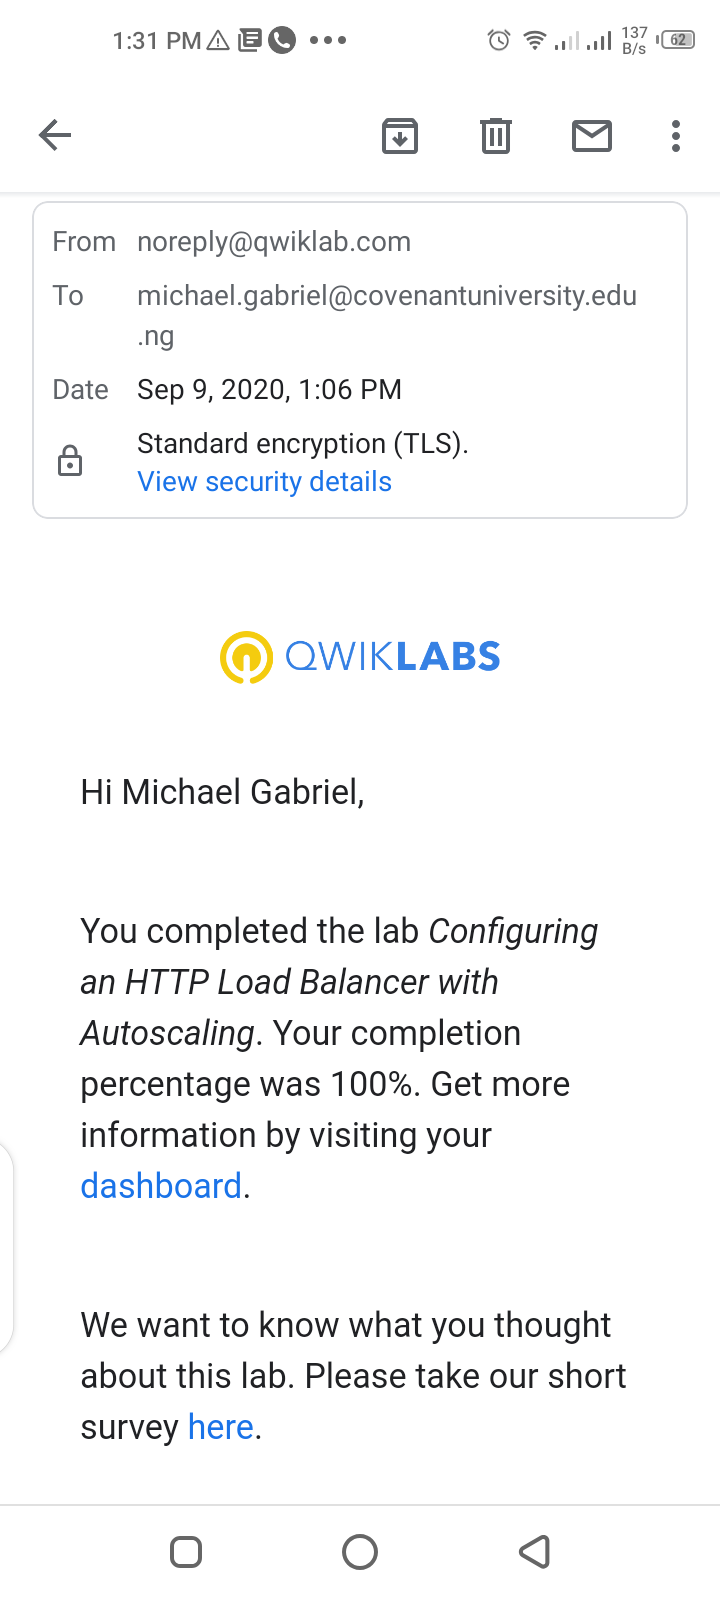 1:31 PM
137
B/s
62
From noreply@qwiklab.com
To michael.gabriel@covenantuniversity.edu
.ng
Date Sep 9, 2020, 1:06 PM
Standard encryption (TLS).
View security details
QWIKLABS
Hi Michael Gabriel,
You completed the lab Configuring
an HTTP Load Balancer with
Autoscaling. Your completion
percentage was 100%. Get more
information by visiting your
dashboard.
We want to know what you thought
about this lab. Please take our short
survey here.